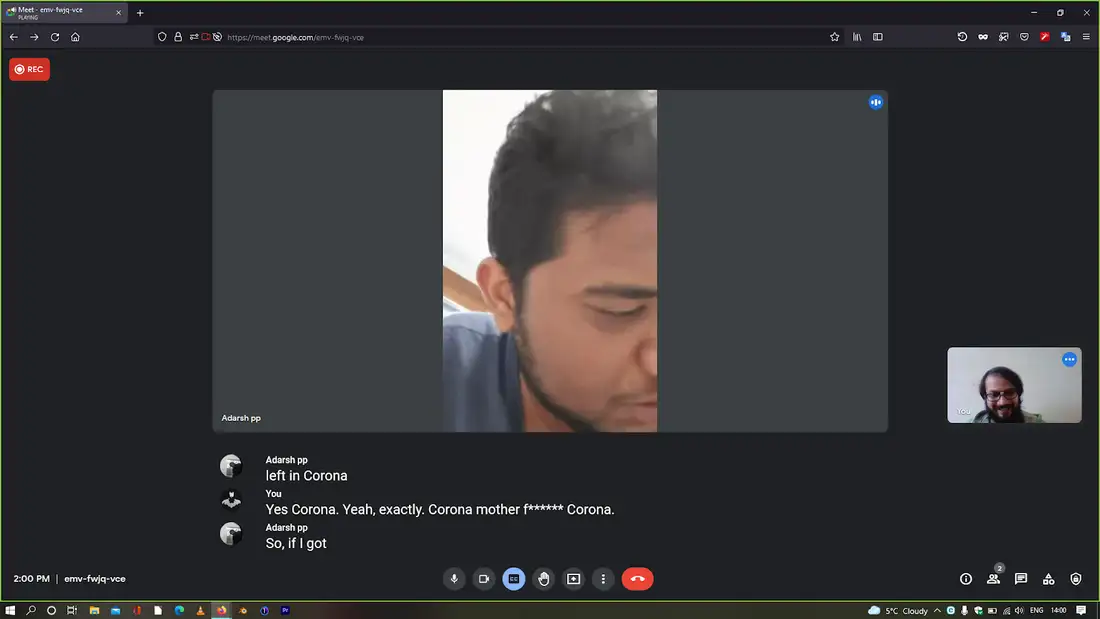 Meet - emv-fwjq-vce
PLAYING
https://meet.google.com/emv-fwjq-vce
REC
Adarsh pp
You
Adarsh pp
left in Corona
You
Yes Corona. Yeah, exactly. Corona mother f****** Corona.
Adarsh pp
So, if I got
2:00 PM | emv-fwjq-vce
CC
2
5°C Cloudy
ENG
14:00
Pr